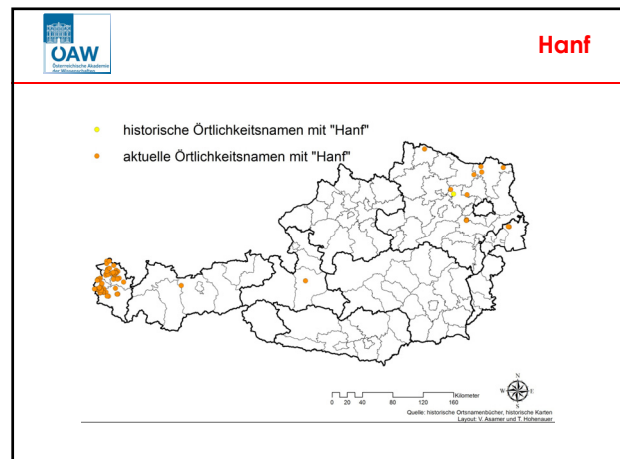 ÖAW
Österreichische Akademie
der Wissenschaften
Hanf
historische Örtlichkeitsnamen mit "Hanf"
aktuelle Örtlichkeitsnamen mit "Hanf"
N
W E
S
Kilometer
0 20 40 80 120 160
Quelle: historische Ortsnamenbücher, historische Karten
Layout: V. Asamer und T. Hohenauer